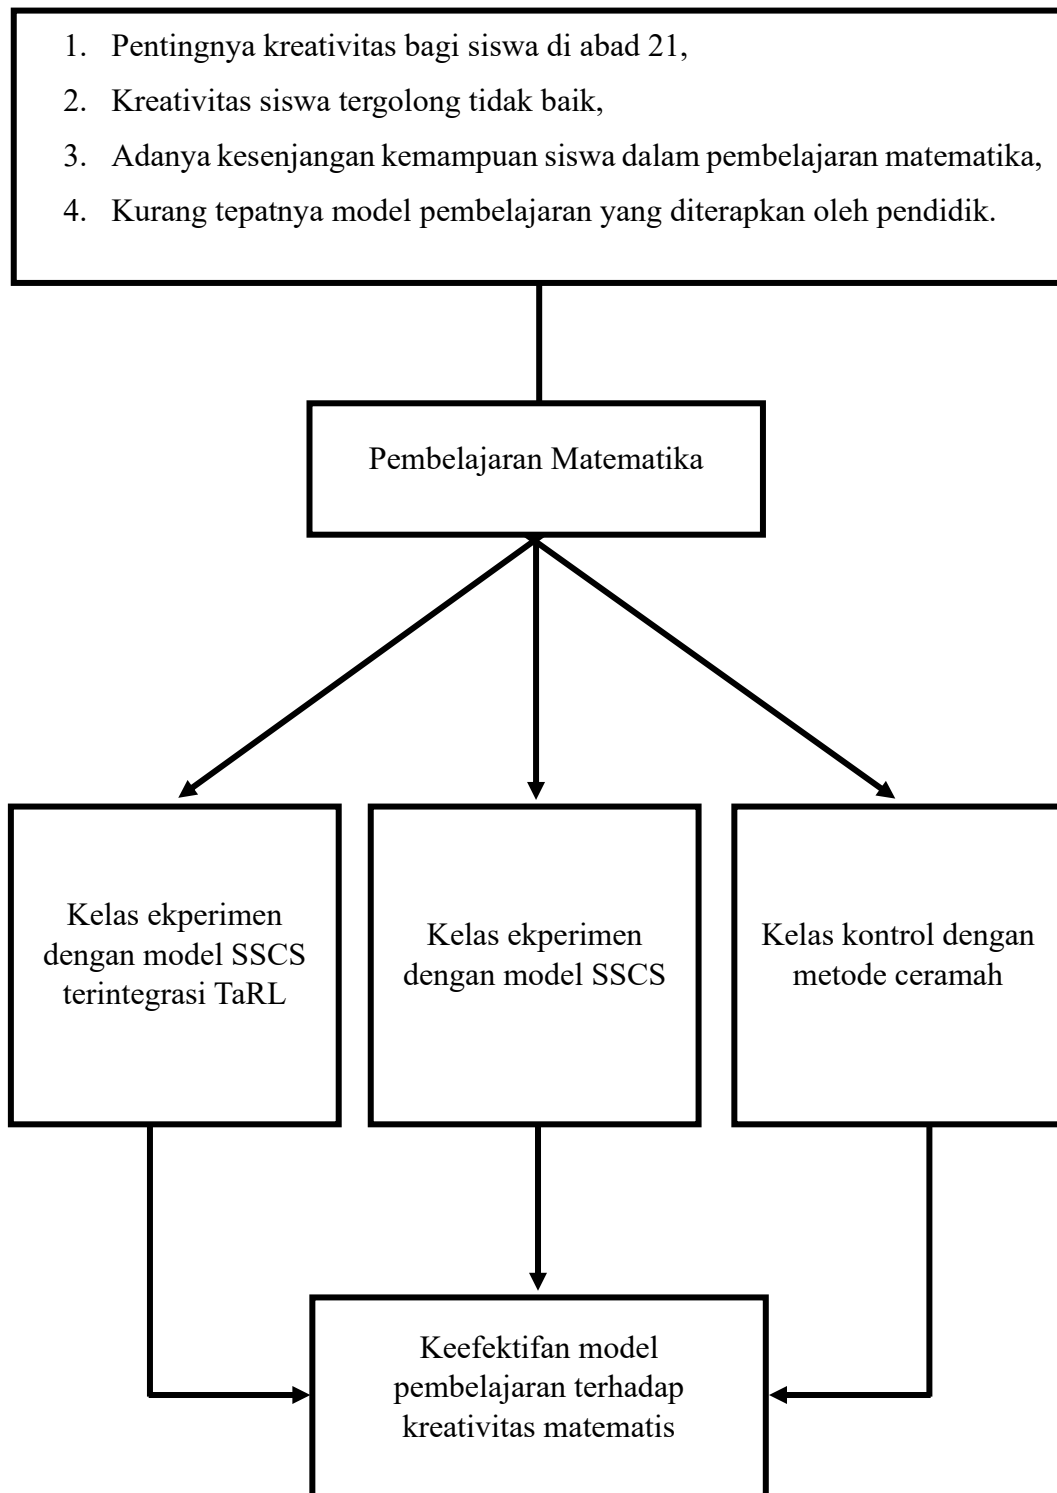 1. Pentingnya kreativitas bagi siswa di abad 21,
2. Kreativitas siswa tergolong tidak baik,
3. Adanya kesenjangan kemampuan siswa dalam pembelajaran matematika,
4. Kurang tepatnya model pembelajaran yang diterapkan oleh pendidik.
Pembelajaran Matematika
Kelas ekperimen
dengan model SSCS
terintegrasi TaRL
Kelas ekperimen
dengan model SSCS
Kelas kontrol dengan
metode ceramah
Keefektifan model
pembelajaran terhadap
kreativitas matematis